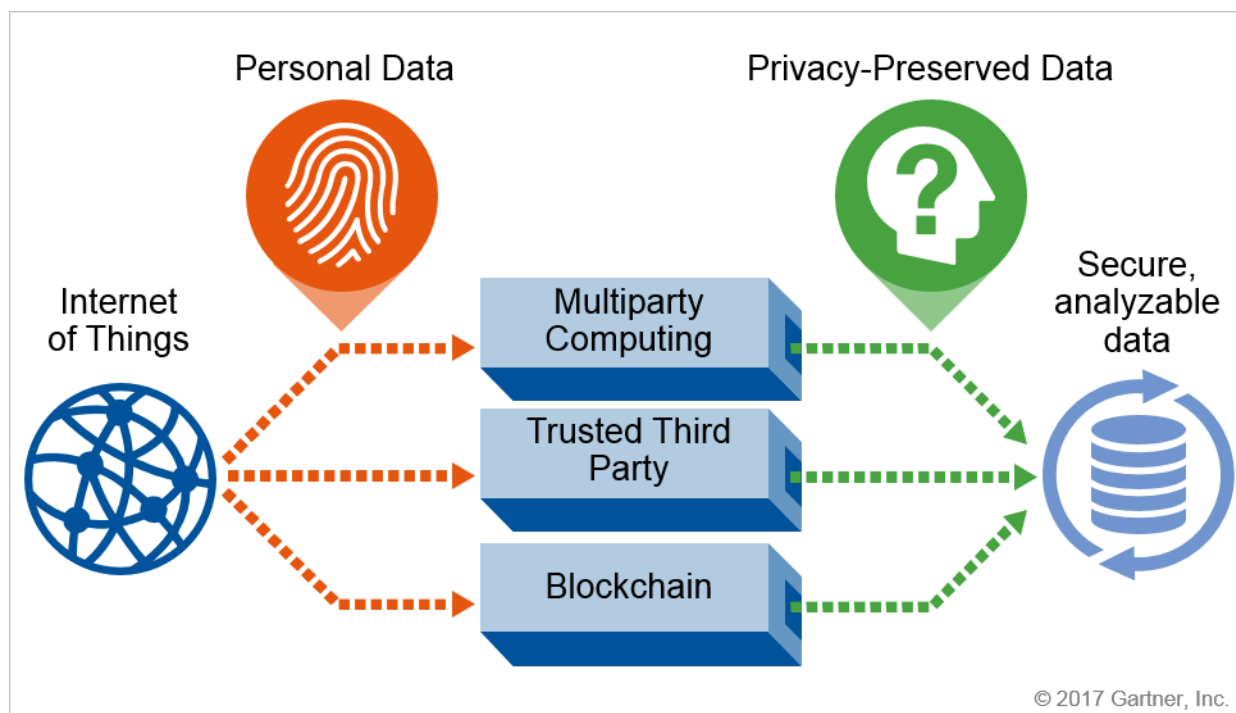 Personal Data
Privacy-Preserved Data
Internet
of Things
Multiparty
Computing
Trusted Third
Party
Blockchain
Secure,
analyzable
data
?
© 2017 Gartner, Inc.